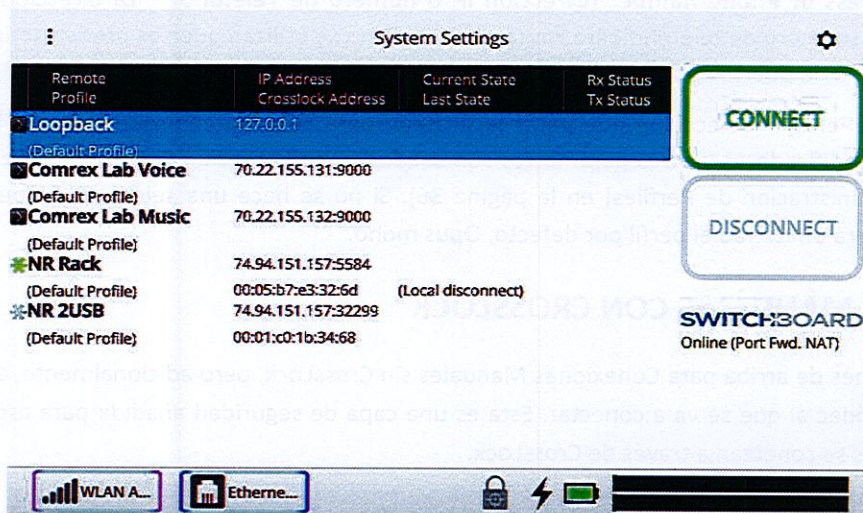 System Settings
Remote Profile
IP Address Crosslock Address
Current State Last State
Rx Status Tx Status
Loopback 127.0.0.1
(Default Profile)
Comrex Lab Voice 70.22.155.131:9000
(Default Profile)
Comrex Lab Music 70.22.155.132:9000
(Default Profile)
NR Rack 74.94.151.157:5584
(Default Profile) 00:05:b7:e3:32:6d (Local disconnect)
NR 2USB 74.94.151.157:32299
(Default Profile) 00:01:c0:1b:34:68
CONNECT
DISCONNECT
SWITCHBOARD
Online (Port Fwd. NAT)
WLAN A...
Etherne...